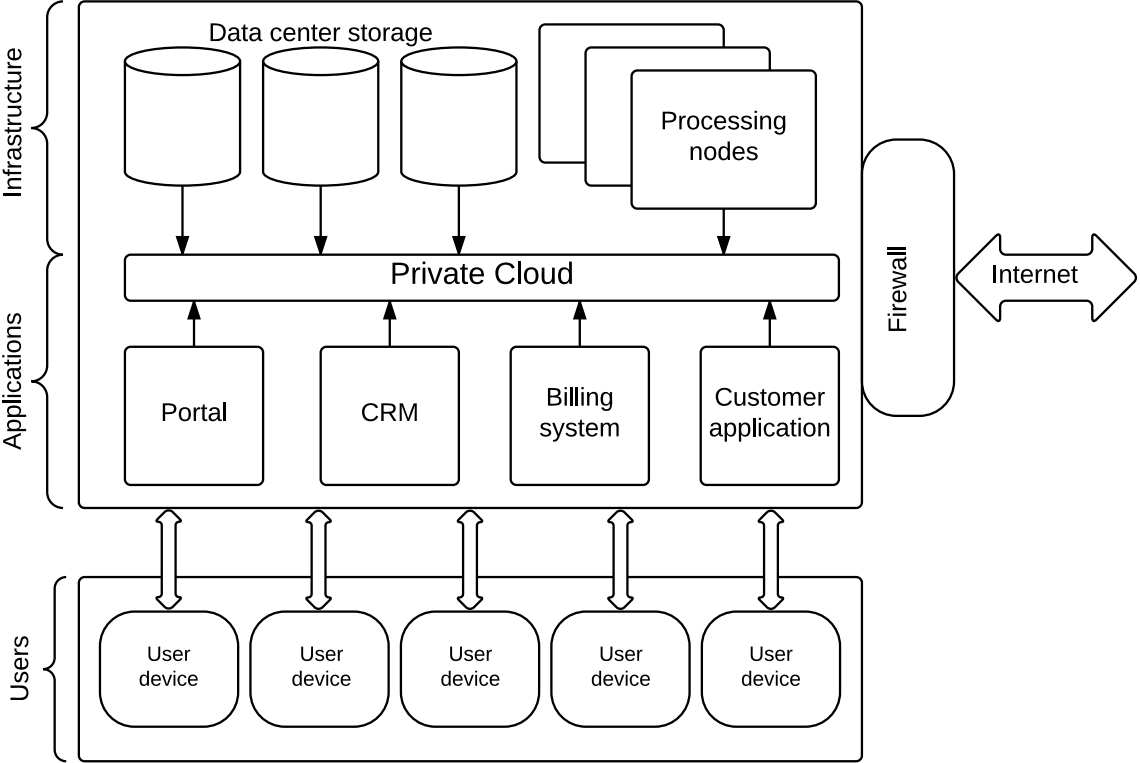 Infrastructure
Data center storage
Processing
nodes
Private Cloud
Applications
Portal
CRM
Billing
system
Customer
application
Firewall
Internet
Users
User
device
User
device
User
device
User
device
User
device